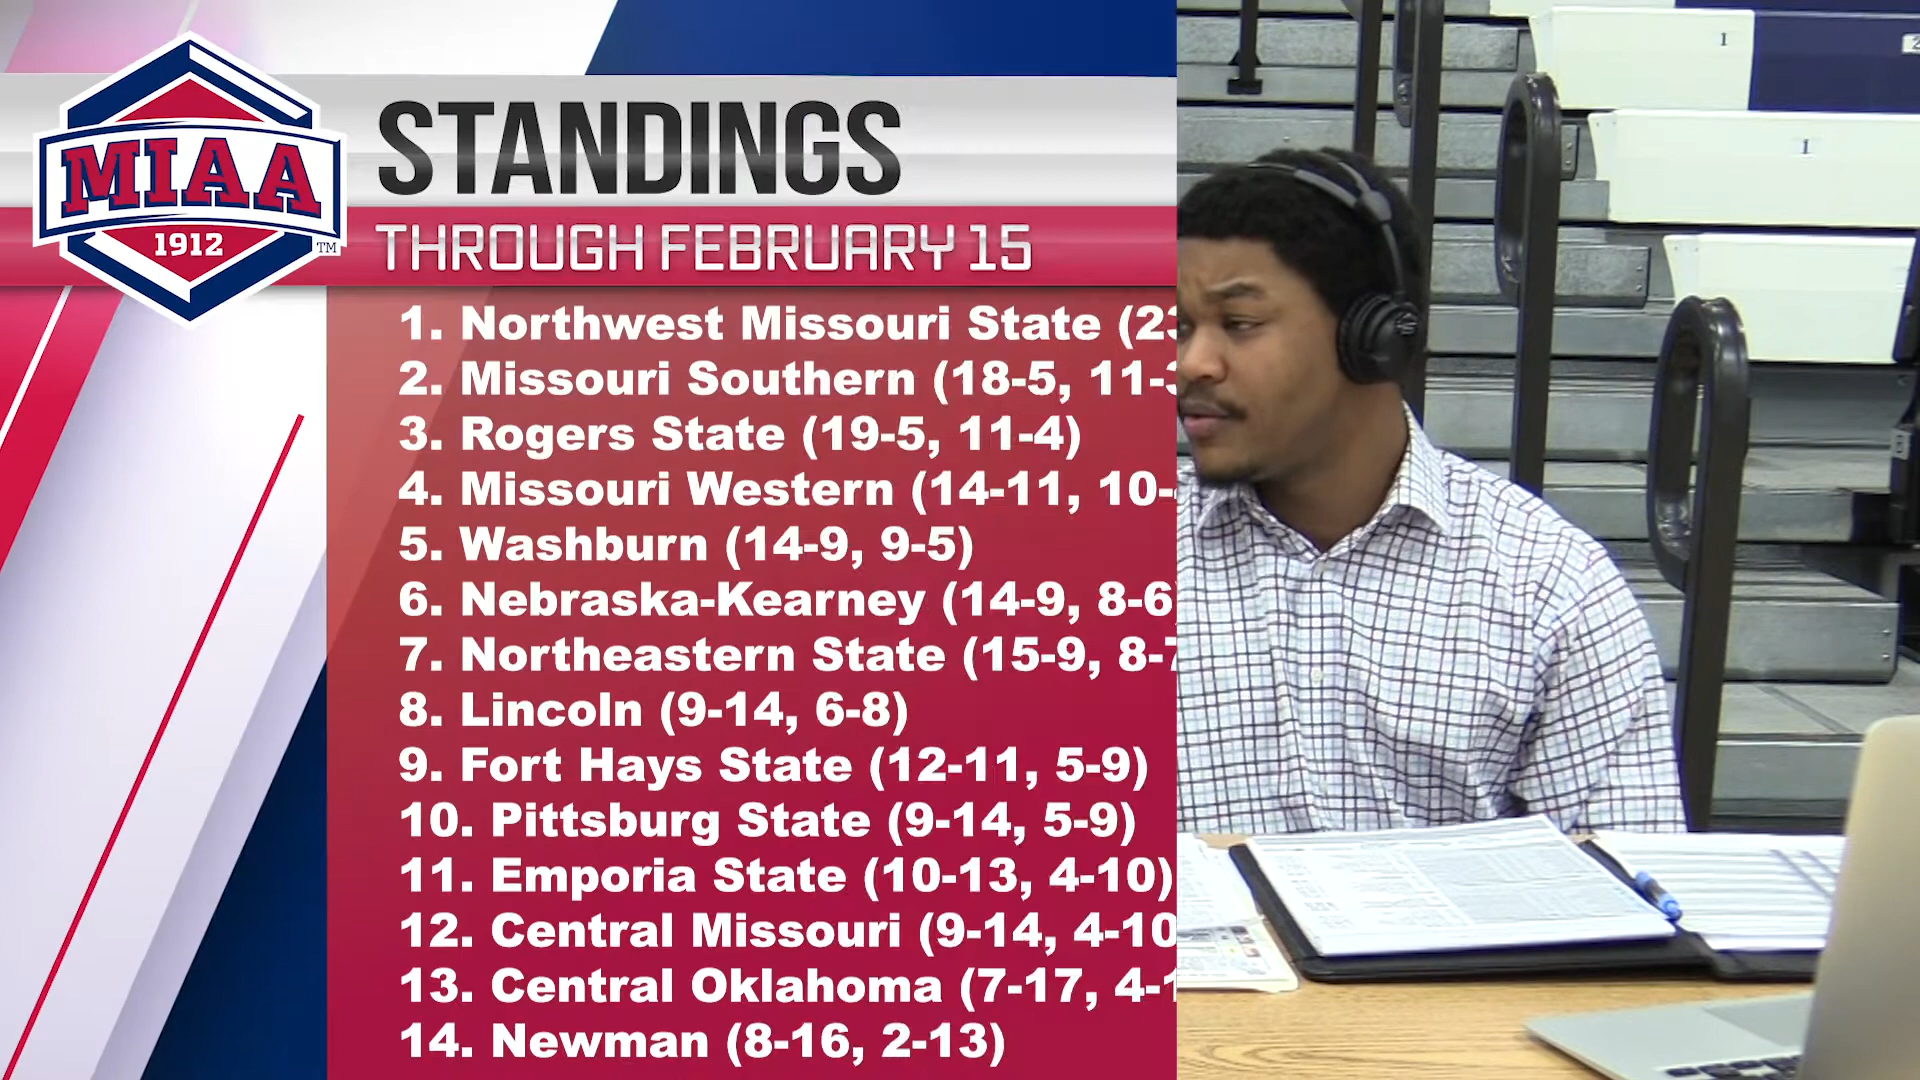 MIAA
1912
TM
STANDINGS
THROUGH FEBRUARY 15
1. Northwest Missouri State
2. Missouri Southern (18-5, 11-3
3. Rogers State (19-5, 11-4)
4. Missouri Western (14-11, 10-
5. Washburn (14-9, 9-5)
6. Nebraska-Kearney (14-9, 8-6)
7. Northeastern State (15-9, 8-7
8. Lincoln (9-14, 6-8)
9. Fort Hays State (12-11, 5-9)
10. Pittsburg State (9-14, 5-9)
11. Emporia State (10-13, 4-10)
12. Central Missouri (9-14, 4-10
13. Central Oklahoma (7-17, 4-1
14. Newman (8-16, 2-13)
1
1